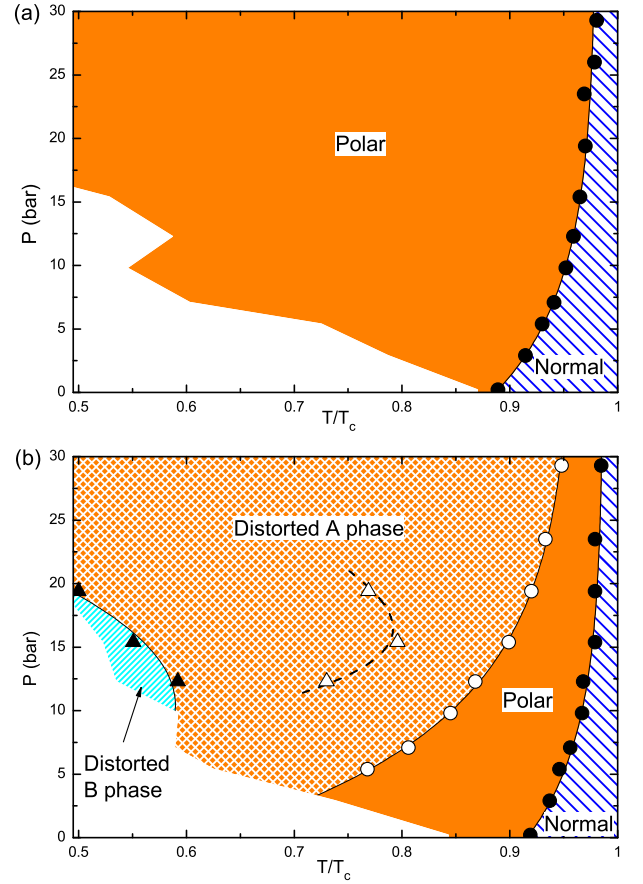 (a)
30
25
20
15
10
5
0
P (bar)
Polar
Normal
0.5 0.6 0.7 0.8 0.9 1
T/Tc
(b)
30
25
20
15
10
5
0
P (bar)
Distorted A phase
Polar
Distorted
B phase
Normal
0.5 0.6 0.7 0.8 0.9 1
T/Tc